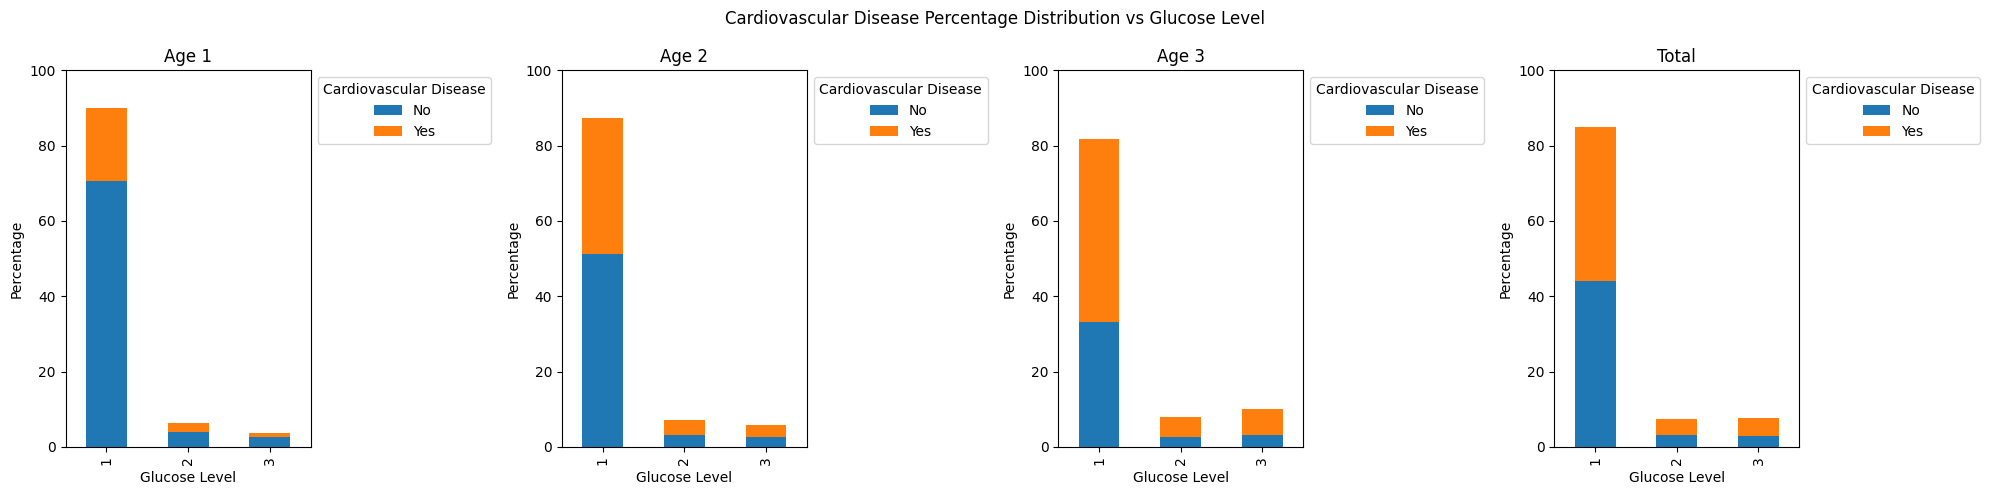 Cardiovascular Disease Percentage Distribution vs Glucose Level
Age 1
100
80
60
40
20
0
Percentage
1
2
3
Glucose Level
Cardiovascular Disease
No
Yes
Age 2
100
80
60
40
20
0
Percentage
1
2
3
Glucose Level
Cardiovascular Disease
No
Yes
Age 3
100
80
60
40
20
0
Percentage
1
2
3
Glucose Level
Cardiovascular Disease
No
Yes
Total
100
80
60
40
20
0
Percentage
1
2
3
Glucose Level
Cardiovascular Disease
No
Yes